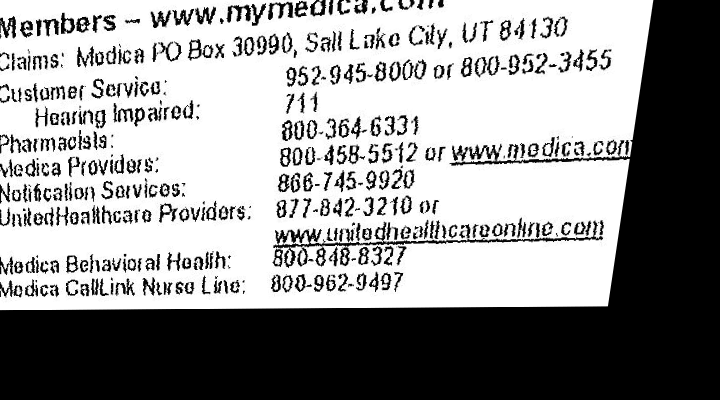 Members – www.mymedica.com
Claims: Medica PO Box 30990, Salt Lake City, UT 84130
Customer Service: 952-945-8000 or 800-952-3455
Hearing Impaired: 711
Pharmacists: 800-364-6331
Medica Providers: 800-458-5512 or www.medica.com
Notification Services: 866-745-9920
UnitedHealthcare Providers: 877-842-3210 or
www.unitedhealthcareonline.com
Medica Behavioral Health: 800-848-8327
Medica CallLink Nurse Line: 800-962-9497